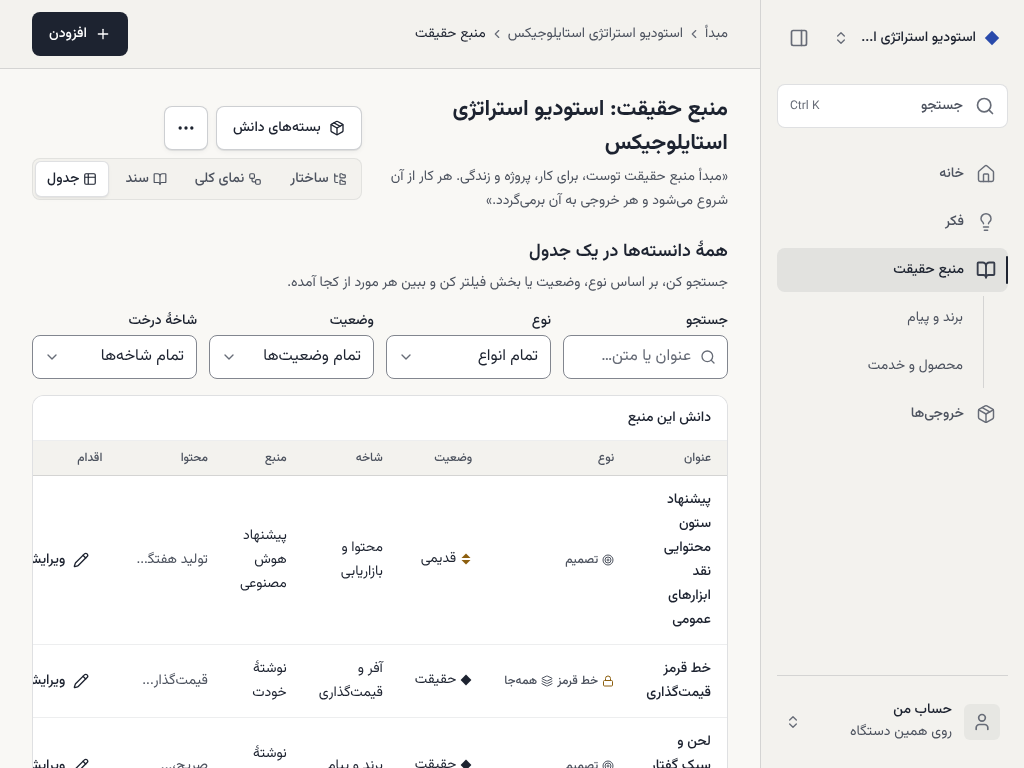 استودیو استراتژی ا...
جستجو
Ctrl K
خانه
فکر
منبع حقیقت
برند و پیام
محصول و خدمت
خروجی‌ها
حساب من
روی همین دستگاه
مبدأ › استودیو استراتژی استایلوجیکس › منبع حقیقت
افزودن
منبع حقیقت: استودیو استراتژی
استایلوجیکس
«مبدأ منبع حقیقت توست، برای کار، پروژه و زندگی. هر کار از آن
شروع می‌شود و هر خروجی به آن برمی‌گردد.»
بسته‌های دانش
ساختار
نمای کلی
سند
جدول
همهٔ دانسته‌ها در یک جدول
جستجو کن، بر اساس نوع، وضعیت یا بخش فیلتر کن و ببین هر مورد از کجا آمده.
جستجو
نوع
وضعیت
شاخهٔ درخت
عنوان یا متن...
تمام انواع
تمام وضعیت‌ها
تمام شاخه‌ها
دانش این منبع
عنوان نوع وضعیت شاخه منبع محتوا اقدام
پیشنهاد
ستون
محتوایی
نقد
ابزارهای
عمومی
تصمیم
قدیمی
محتوا و
بازاریابی
پیشنهاد
هوش
مصنوعی
تولید هفتگ...
ویرایش
خط قرمز
قیمت‌گذاری
خط قرمز همه‌جا
حقیقت
آفر و
قیمت‌گذاری
نوشتهٔ
خودت
قیمت‌گذار...
ویرایش
لحن و
سبک گفتار
تصمیم
حقیقت
برند و پیام
نوشتهٔ
صریح،...
ویرایش